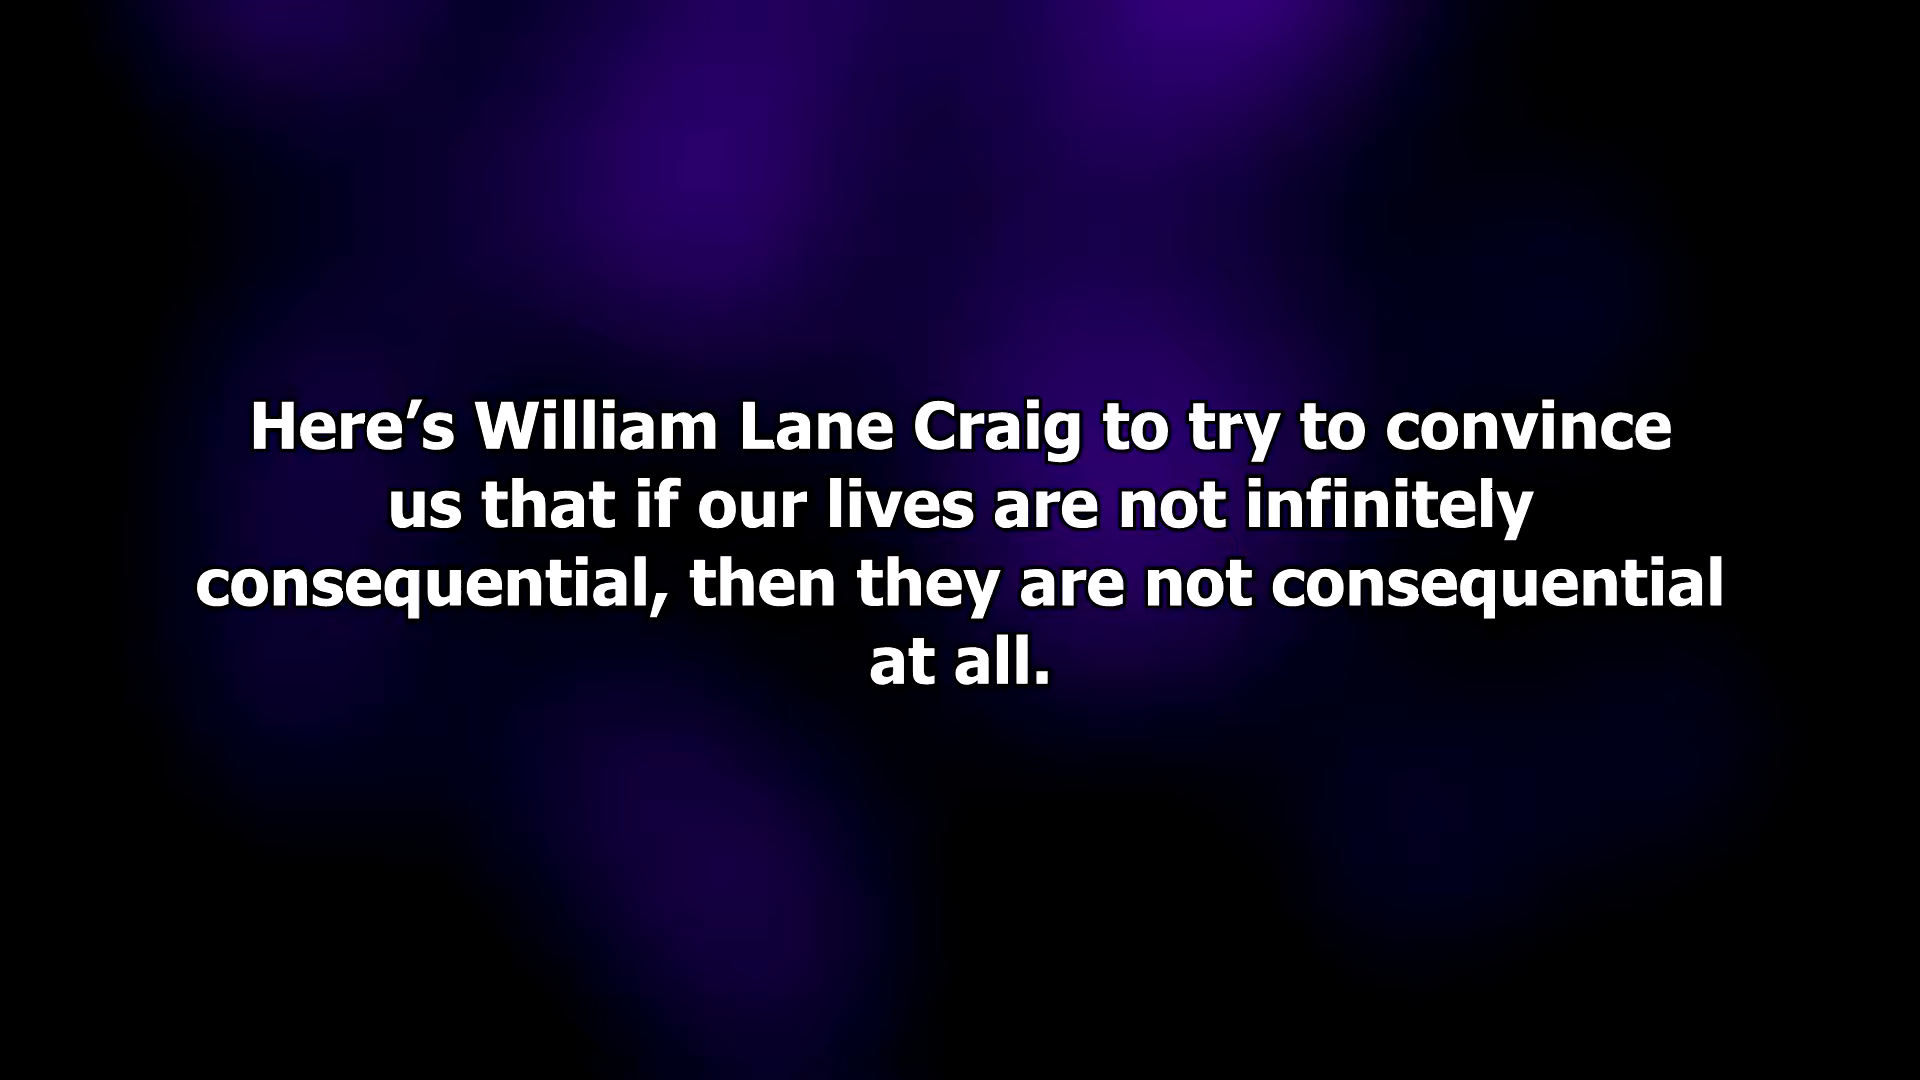 Here’s William Lane Craig to try to convince
us that if our lives are not infinitely
consequential, then they are not consequential
at all.